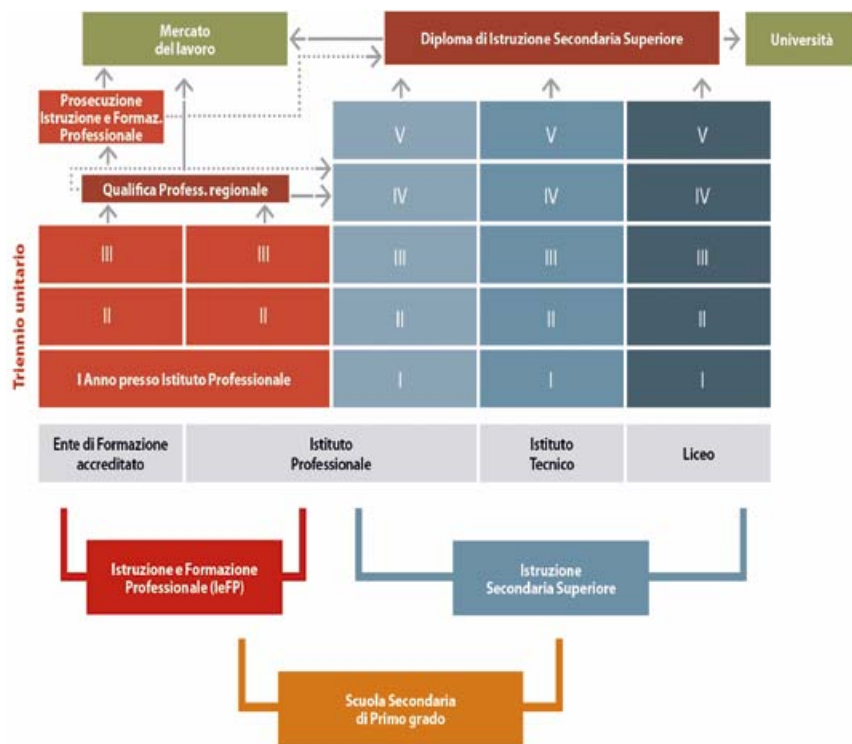 Mercato
del lavoro
Diploma di Istruzione Secondaria Superiore
Università
Prosecuzione
Istruzione e Formaz.
Professionale
Qualifica Profess. regionale
V
V
V
IV
IV
IV
Triennio unitario
III
III
III
III
III
II
II
II
II
II
I Anno presso Istituto Professionale
I
I
I
Ente di Formazione
accreditato
Istituto
Professionale
Istituto
Tecnico
Liceo
Istruzione e Formazione
Professionale (IeFP)
Istruzione
Secondaria Superiore
Scuola Secondaria
di Primo grado